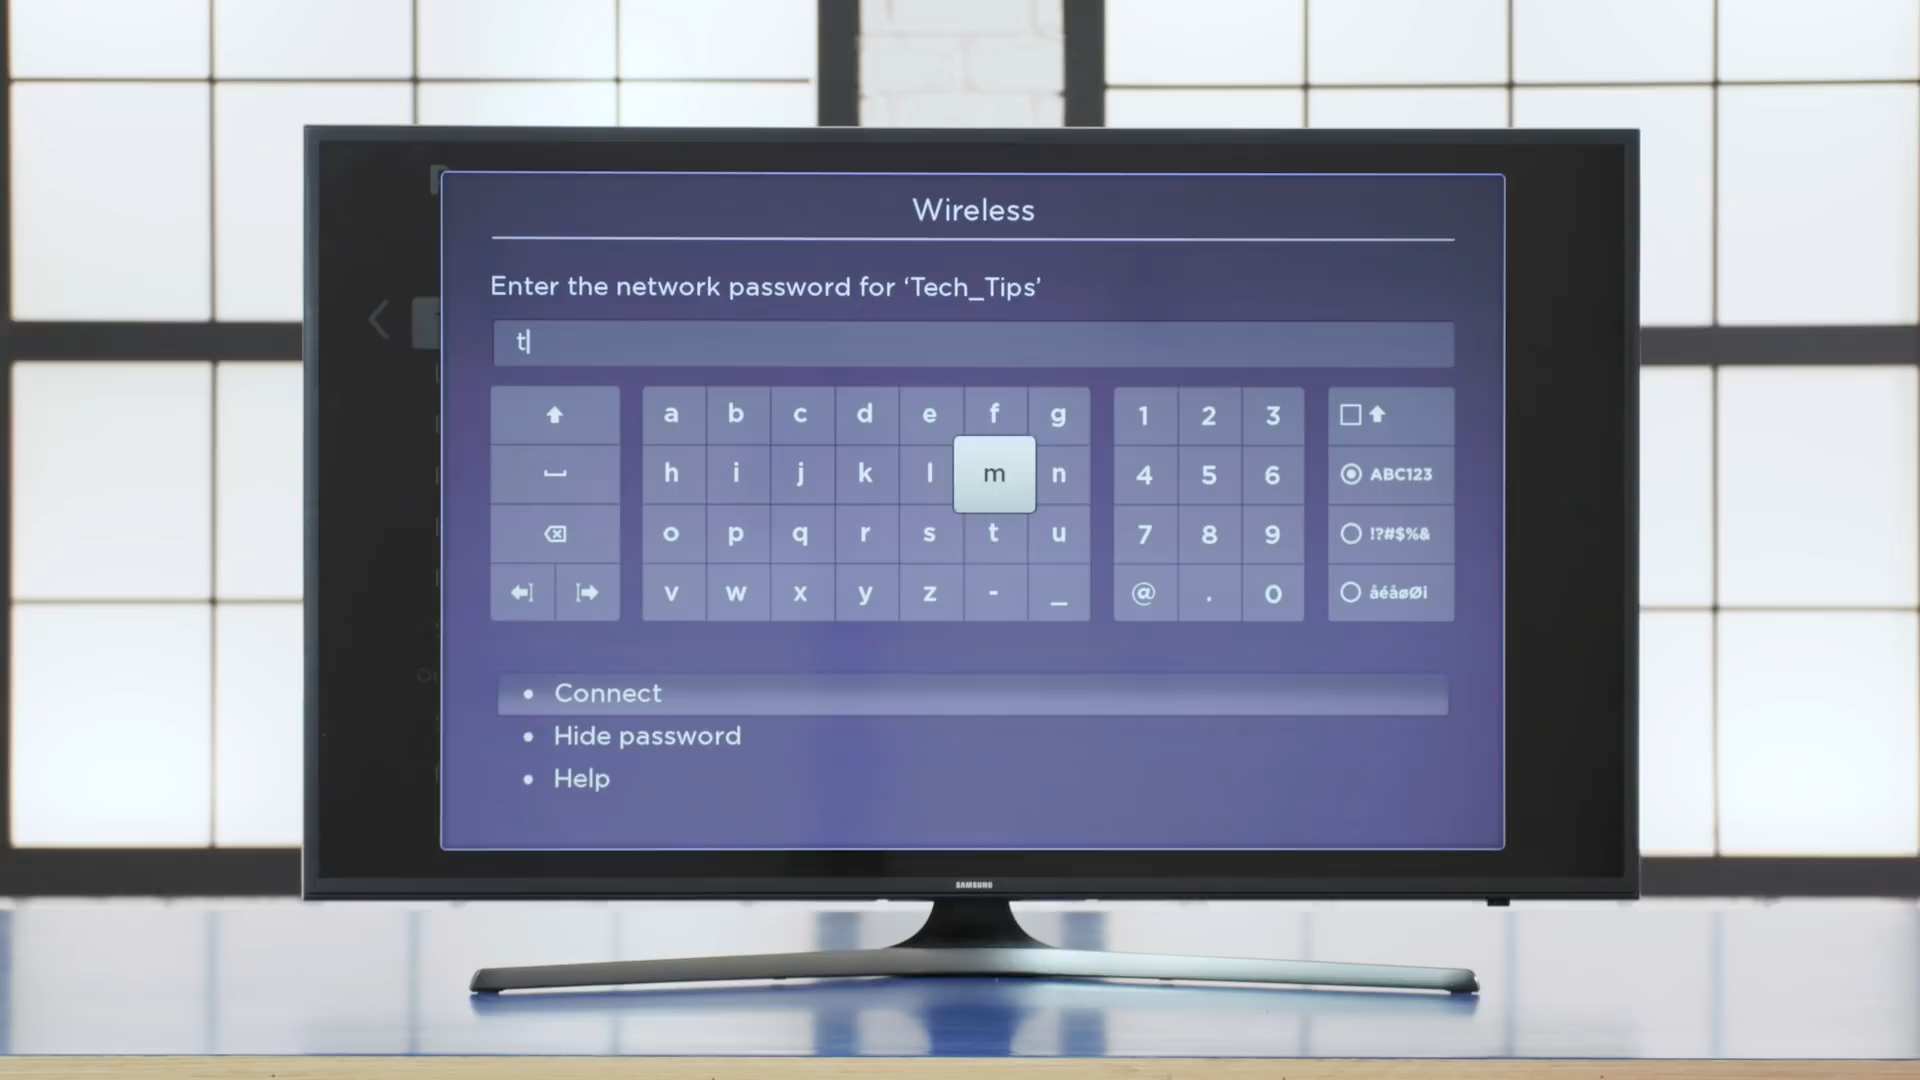 Wireless
Enter the network password for ‘Tech_Tips’
t
a b c d e f g 1 2 3
h i j k l m n 4 5 6 ABC123
o p q r s t u 7 8 9 !?#$%&
v w x y z - _ @ . 0 åéåøØi
Connect
Hide password
Help
SAMSUNG